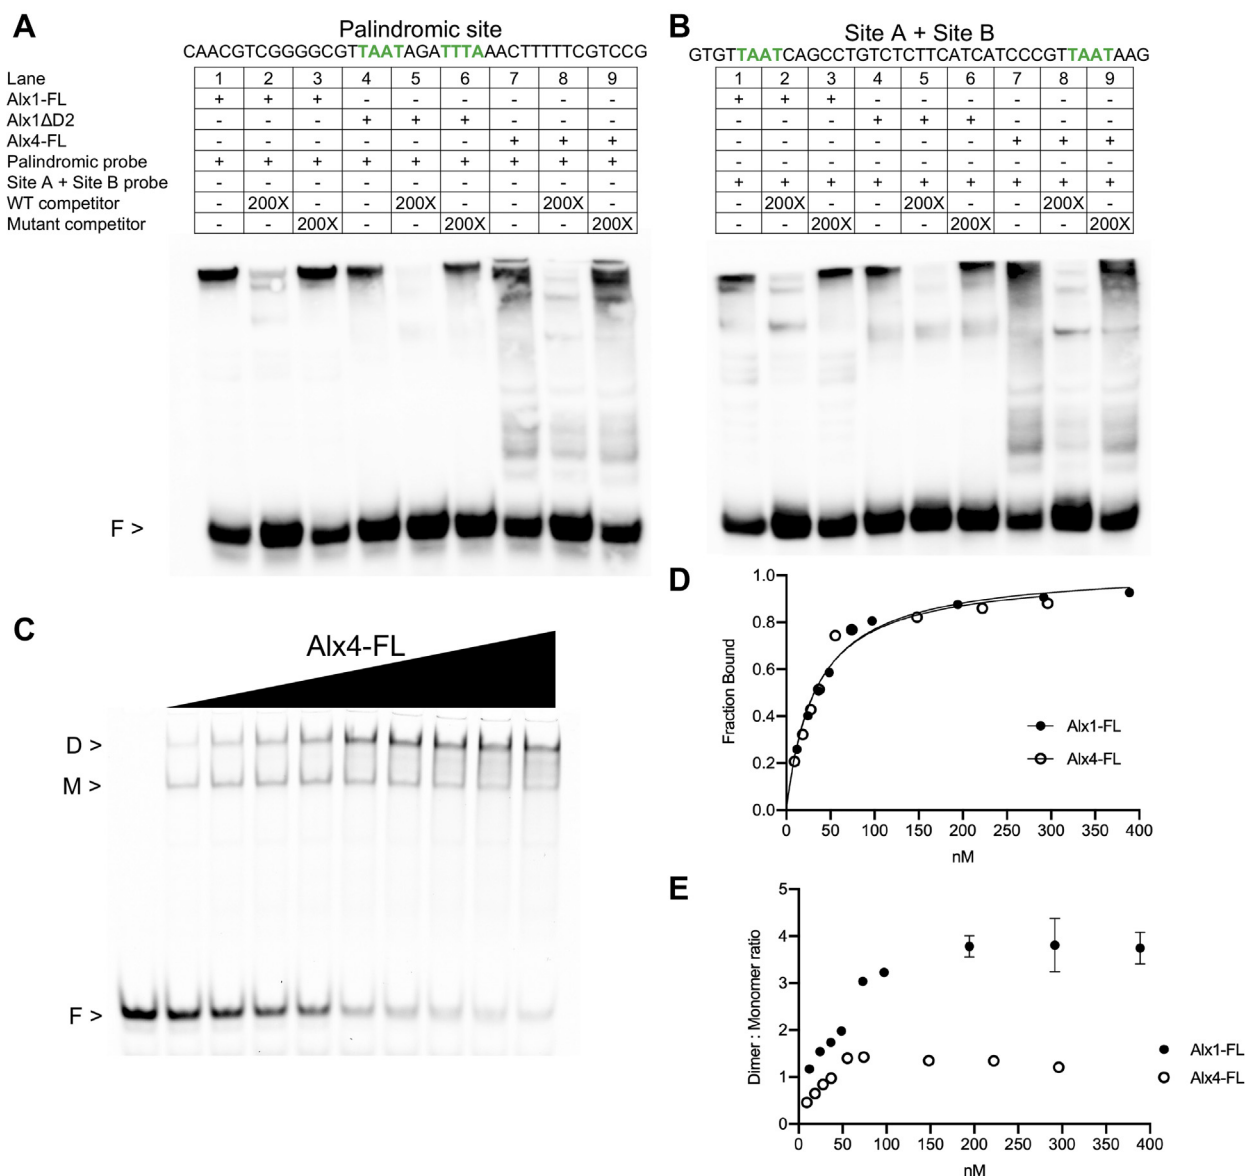 A
Palindromic site
CAACGTCGGGGCGTTAATAGATTTAAACTTTTTCGTCCG
Lane 1 2 3 4 5 6 7 8 9
Alx1-FL + + + - - - - - -
Alx1ΔD2 - - - + + + - - -
Alx4-FL - - - - - - + + +
Palindromic probe + + + + + + + + +
Site A + Site B probe - - - - - - - - -
WT competitor - 200X - - 200X - - 200X -
Mutant competitor - - 200X - - 200X - - 200X
F >
B
Site A + Site B
GTGTTAATCAGCCTGTCTCTTCATCATCCCGTTAATAAG
1 2 3 4 5 6 7 8 9
+ + + - - - - - -
- - - + + + - - -
- - - - - - + + +
- - - - - - - - -
+ + + + + + + + +
- 200X - - 200X - - 200X -
- - 200X - - 200X - - 200X
C
Alx4-FL
D >
M >
F >
D
Fraction Bound
1.0
0.8
0.6
0.4
0.2
0.0
0 50 100 150 200 250 300 350 400
nM
Alx1-FL
Alx4-FL
E
Dimer : Monomer ratio
5
4
3
2
1
0
0 50 100 150 200 250 300 350 400
nM
Alx1-FL
Alx4-FL